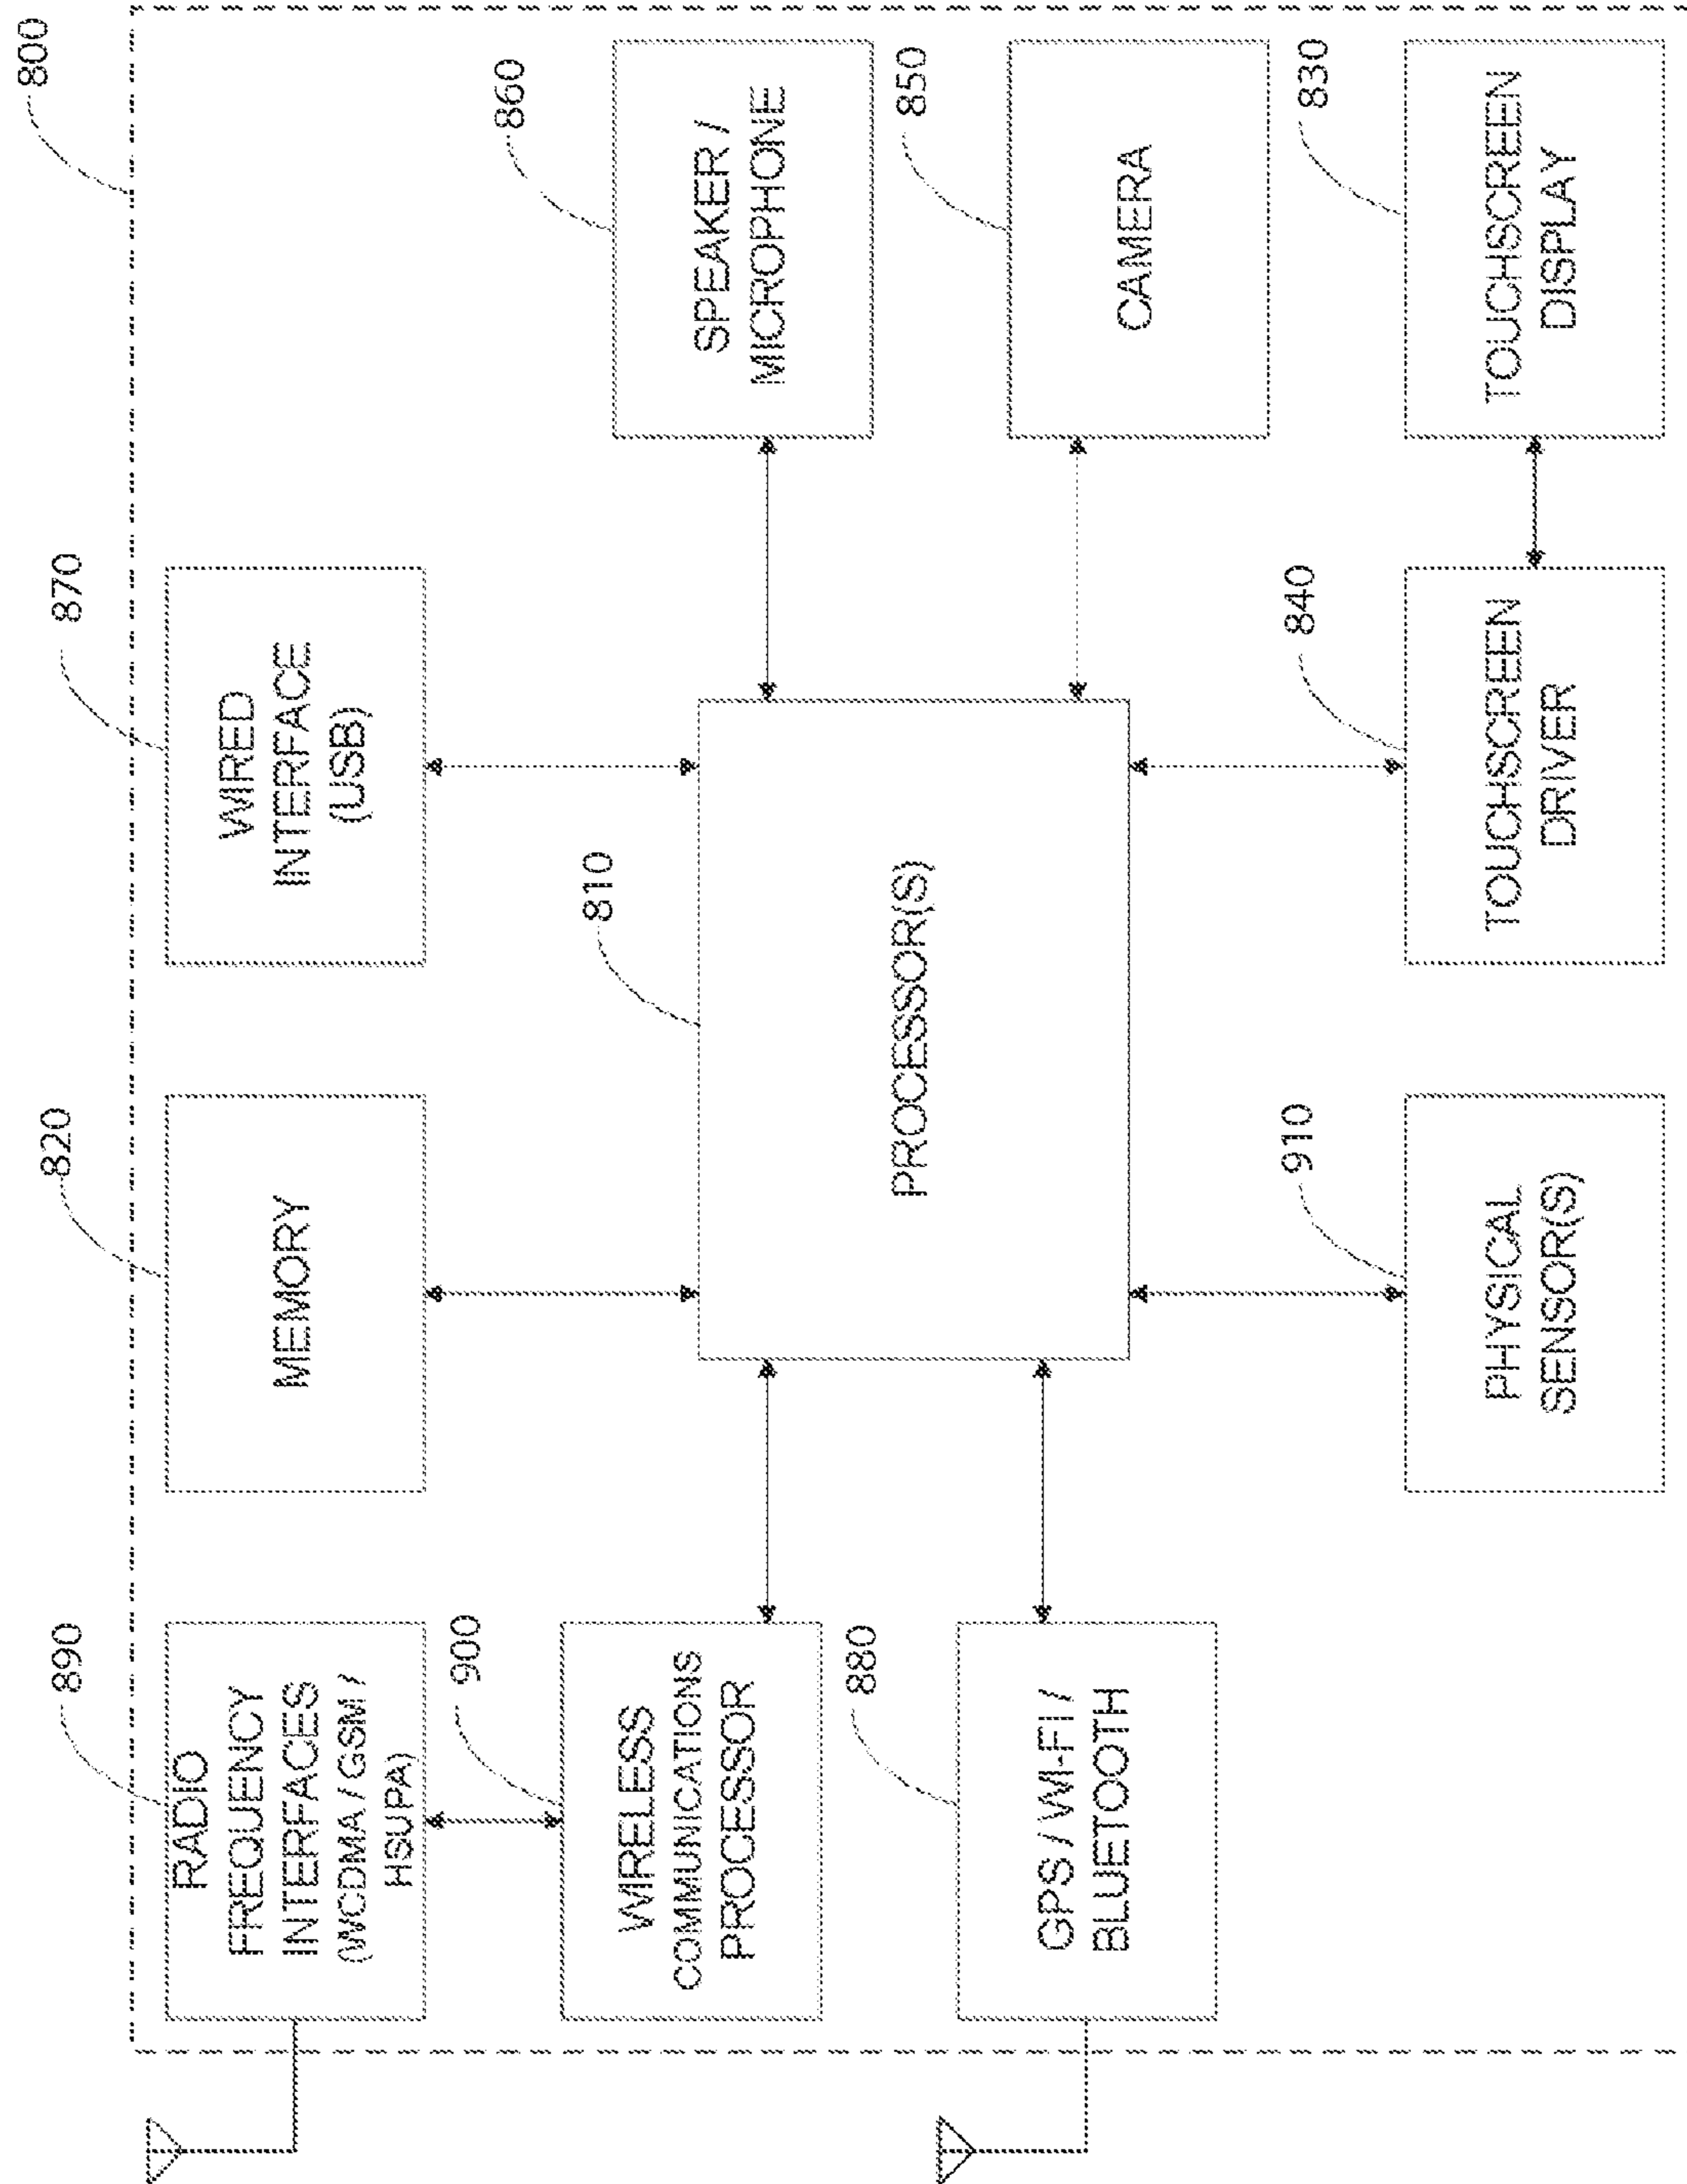 800
890
RADIO
FREQUENCY
INTERFACES
(WCDMA / GSM /
HSUPA)
820
MEMORY
870
WIRED
INTERFACE
(USB)
900
WIRELESS
COMMUNICATIONS
PROCESSOR
810
PROCESSOR(S)
860
SPEAKER /
MICROPHONE
880
GPS / WI-FI /
BLUETOOTH
850
CAMERA
910
PHYSICAL
SENSOR(S)
840
TOUCHSCREEN
DRIVER
830
TOUCHSCREEN
DISPLAY